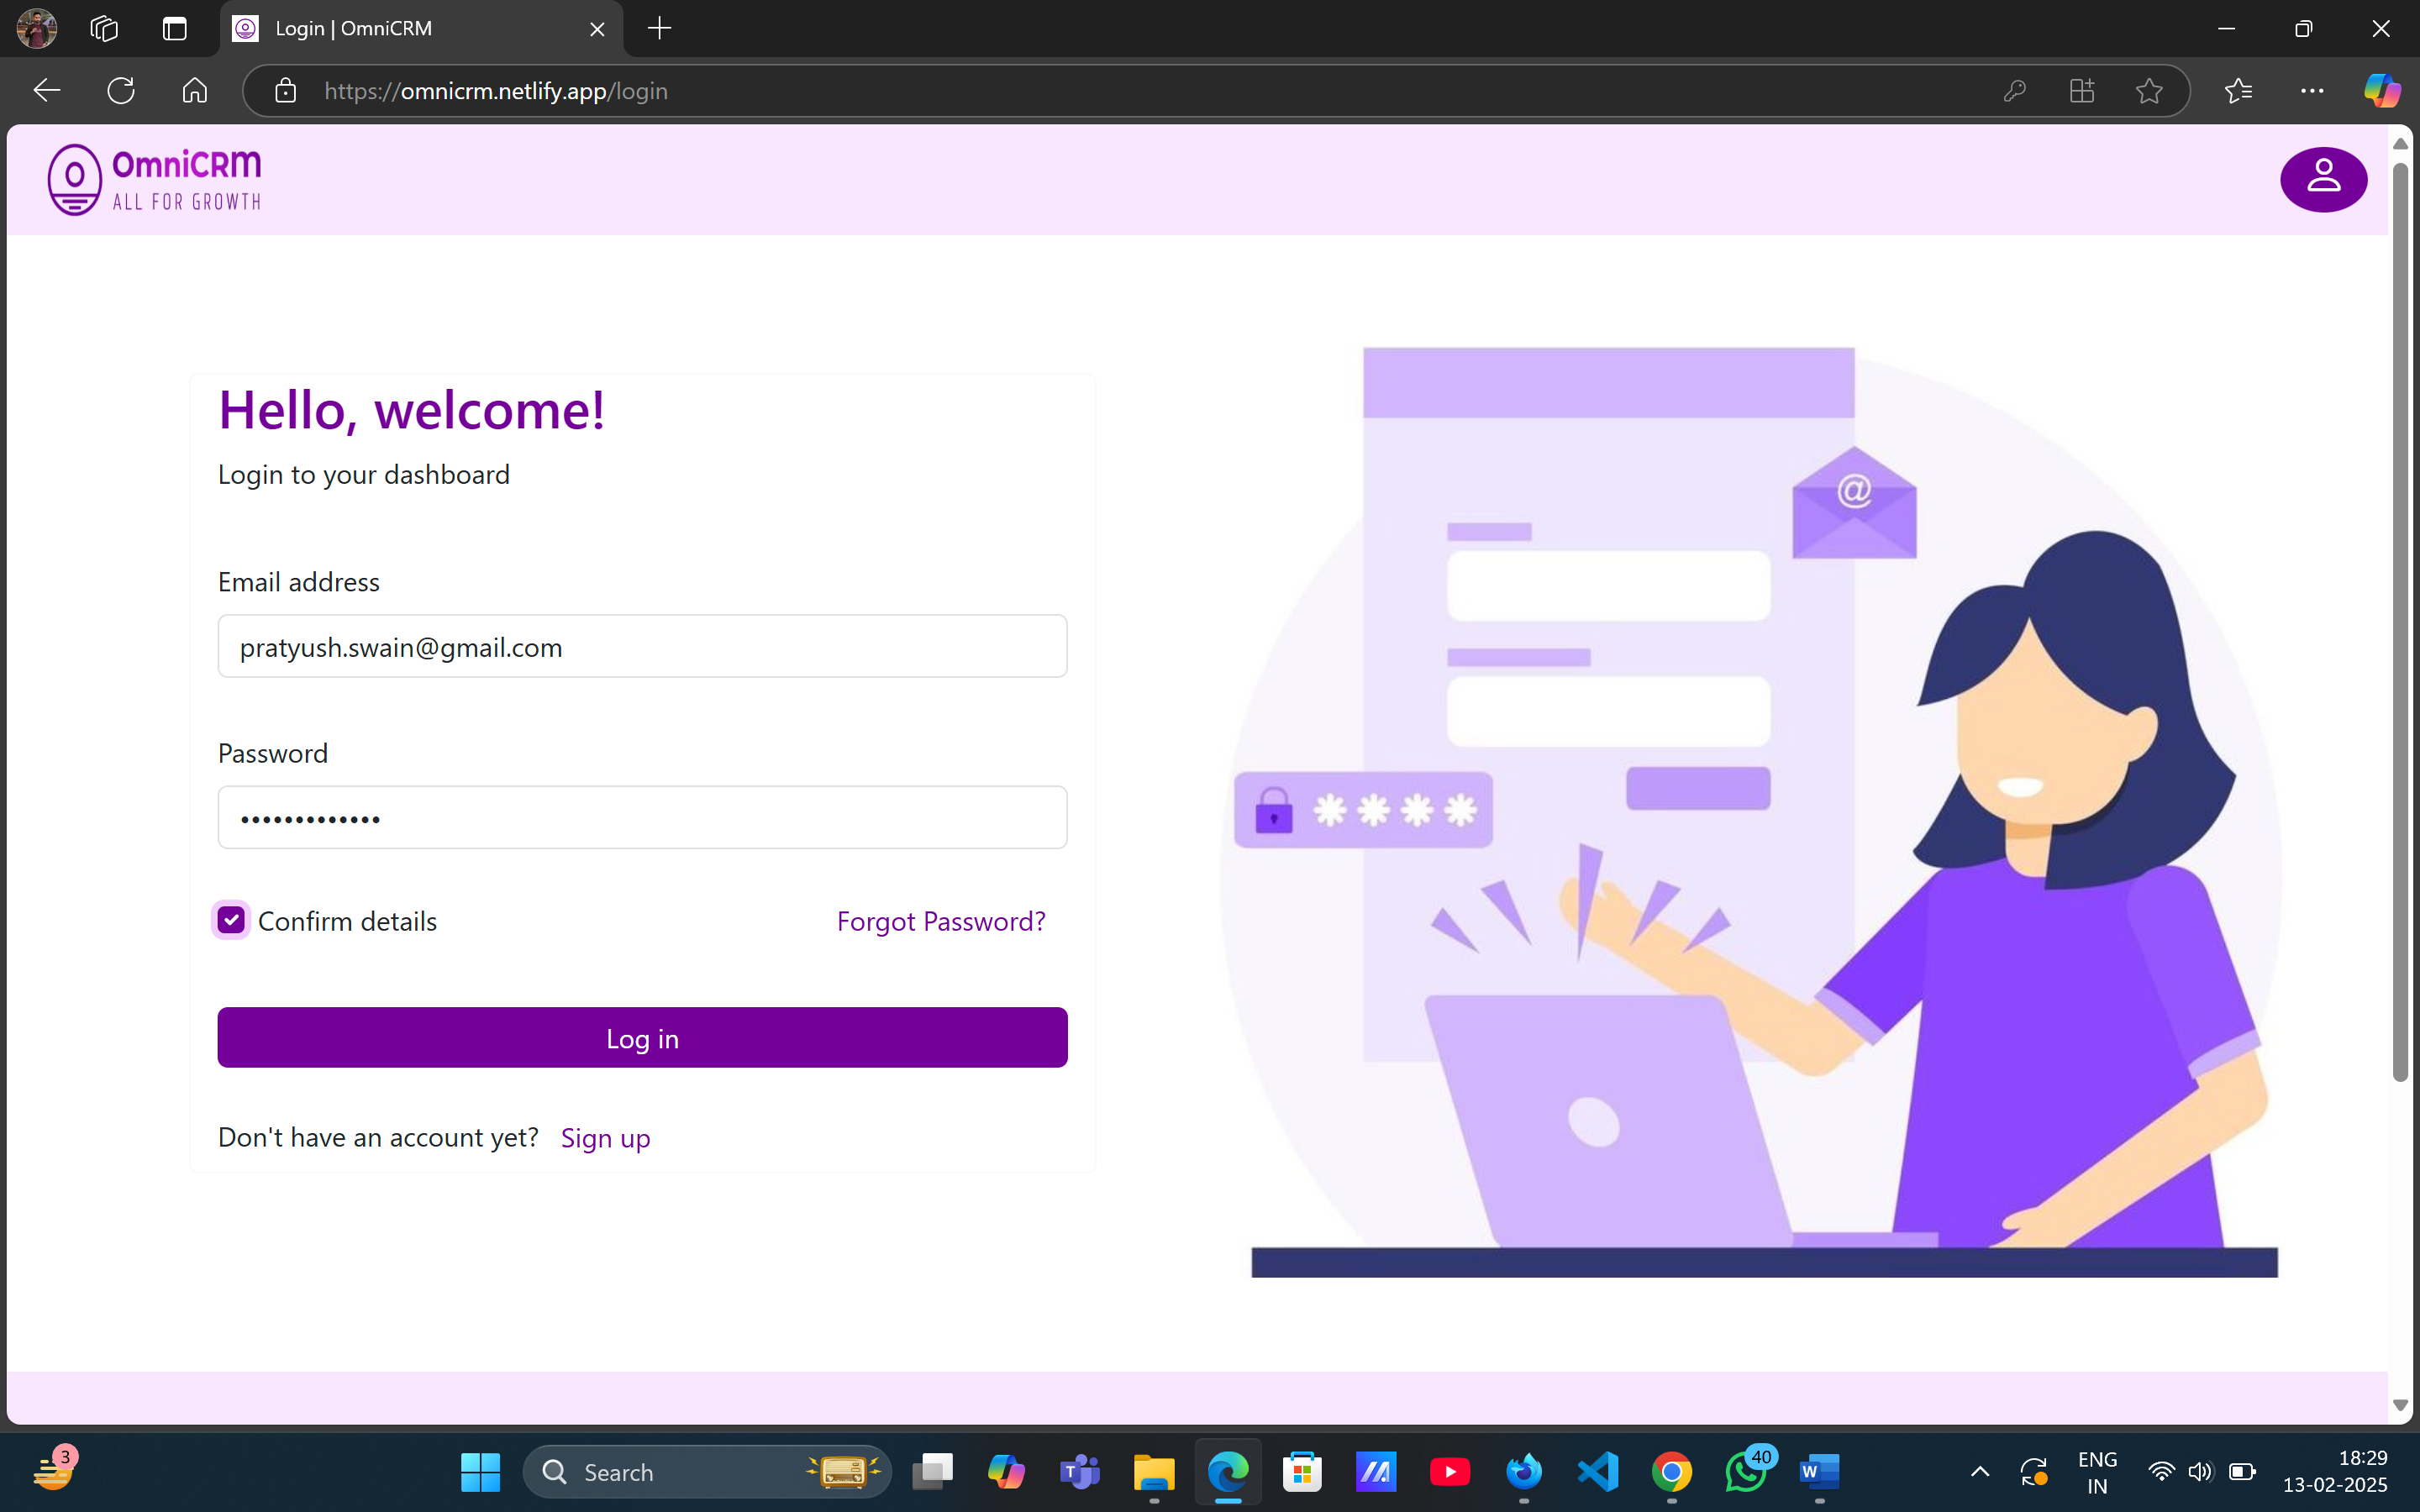 Login | OmniCRM
https://omnicrm.netlify.app/login
OmniCRM
ALL FOR GROWTH
Hello, welcome!
Login to your dashboard
@
Email address
pratyush.swain@gmail.com
Password
•••••••••••••
✱✱✱✱
Confirm details
Forgot Password?
Log in
Don't have an account yet? Sign up
3
Search
T
40
W
ENG
IN
18:29
13-02-2025